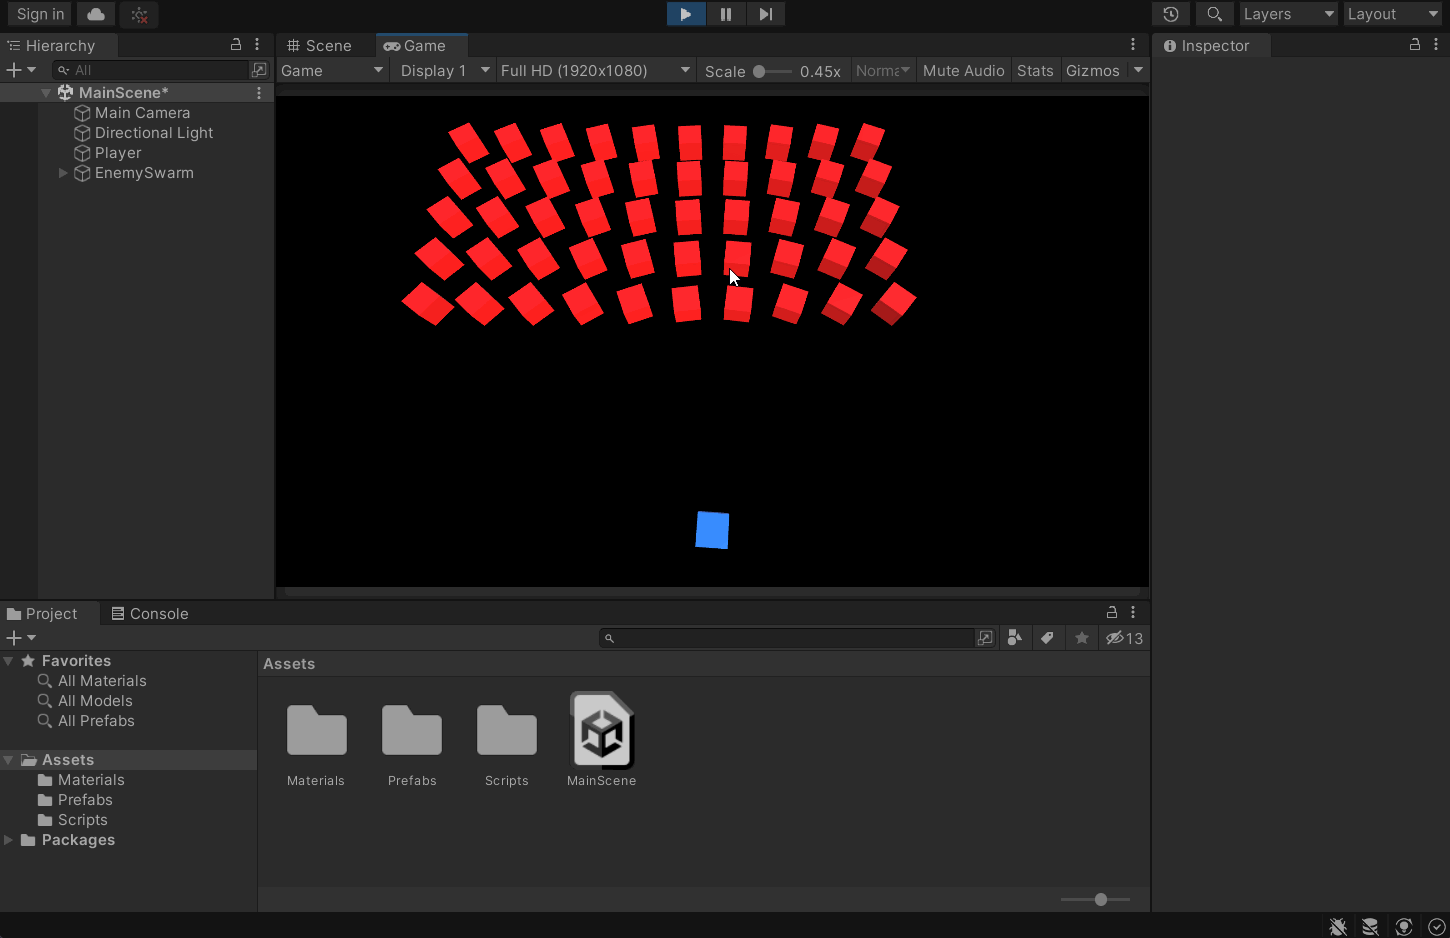 Sign in
Layers
Layout
Hierarchy
Scene
Game
Inspector
All
Game
Display 1
Full HD (1920x1080)
Scale
0.45x
Mute Audio
Stats
Gizmos
MainScene*
Main Camera
Directional Light
Player
EnemySwarm
Project
Console
13
Favorites
All Materials
All Models
All Prefabs
Assets
Materials
Prefabs
Scripts
Packages
Assets
Materials
Prefabs
Scripts
MainScene